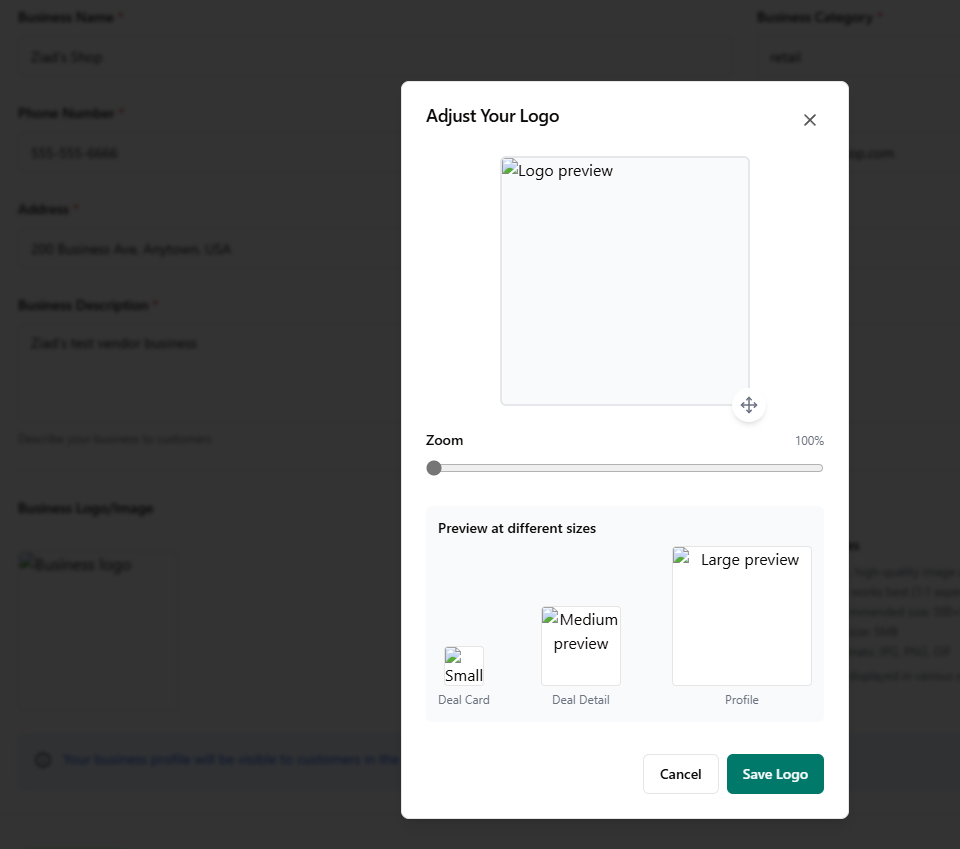 Business Name *
Business Category *
Ziad's Shop
retail
Adjust Your Logo
Phone Number *
555-555-6666
Logo preview
Address *
200 Business Ave, Anytown, USA
Business Description *
Ziad's test vendor business
Describe your business to customers
Zoom
100%
Business Logo/Image
Preview at different sizes
Business logo
Large preview
Medium
preview
Small
Deal Card
Deal Detail
Profile
Your business profile will be visible to customers in the
Cancel
Save Logo